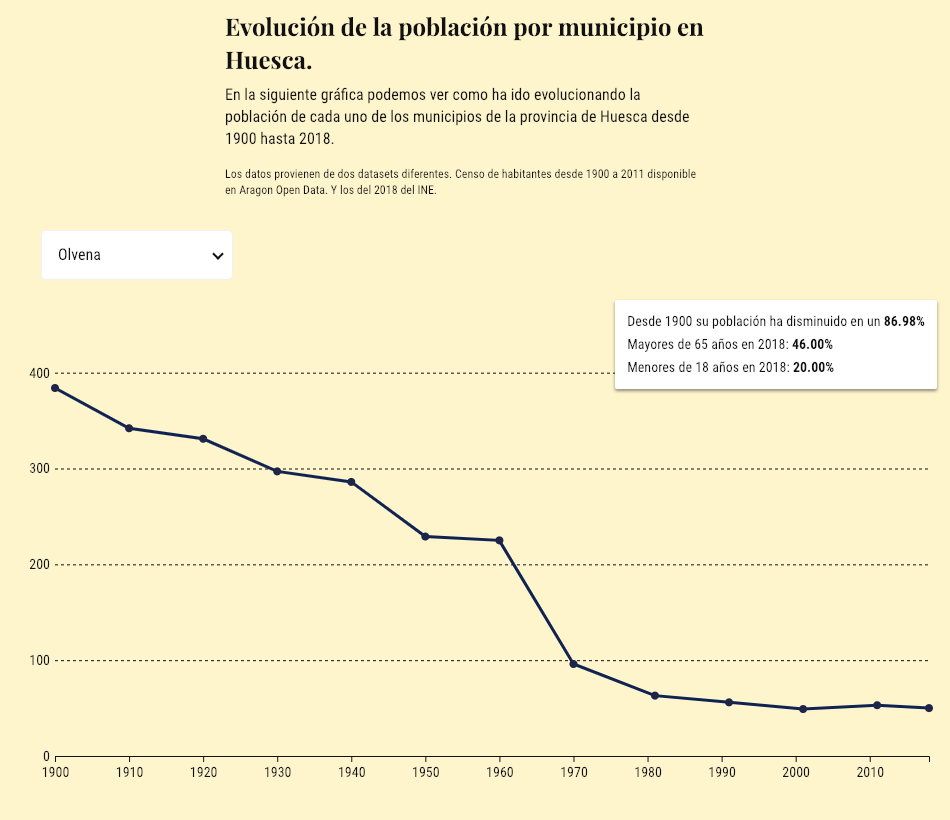 Evolución de la población por municipio en
Huesca.
En la siguiente gráfica podemos ver como ha ido evolucionando la
población de cada uno de los municipios de la provincia de Huesca desde
1900 hasta 2018.
Los datos provienen de dos datasets diferentes. Censo de habitantes desde 1900 a 2011 disponible
en Aragon Open Data. Y los del 2018 del INE.
Olvena
Desde 1900 su población ha disminuido en un 86.98%
Mayores de 65 años en 2018: 46.00%
Menores de 18 años en 2018: 20.00%
400
300
200
100
0
1900 1910 1920 1930 1940 1950 1960 1970 1980 1990 2000 2010